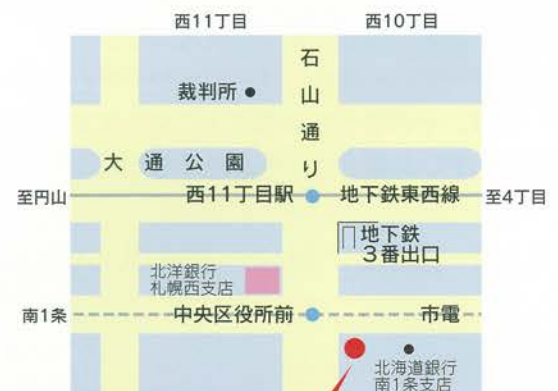 西11丁目
西10丁目
石山通り
裁判所
大通公園
至円山
西11丁目駅
地下鉄東西線
至4丁目
地下鉄
3番出口
北洋銀行
札幌西支店
南1条
中央区役所前
市電
北海道銀行
南1条支店